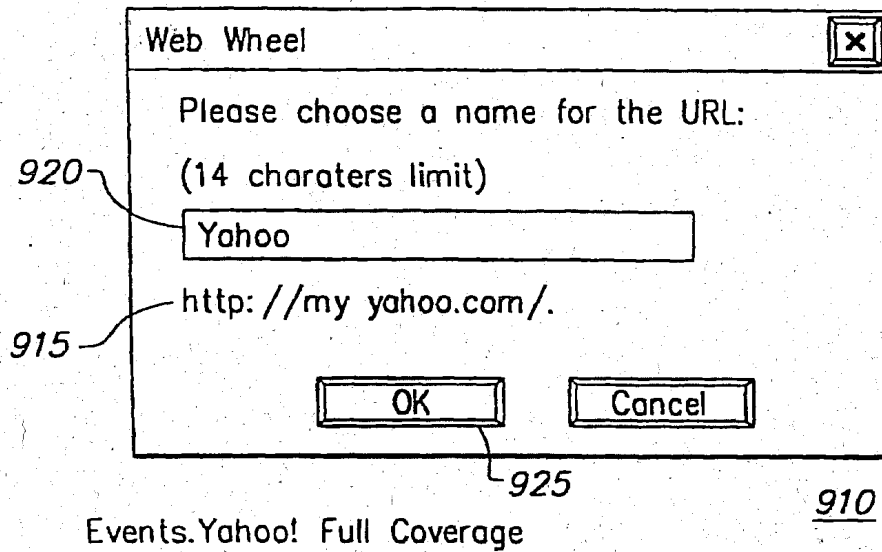 Web Wheel
Please choose a name for the URL:
920
(14 charaters limit)
Yahoo
http://my yahoo.com/.
915
OK
Cancel
925
910
Events.Yahoo! Full Coverage